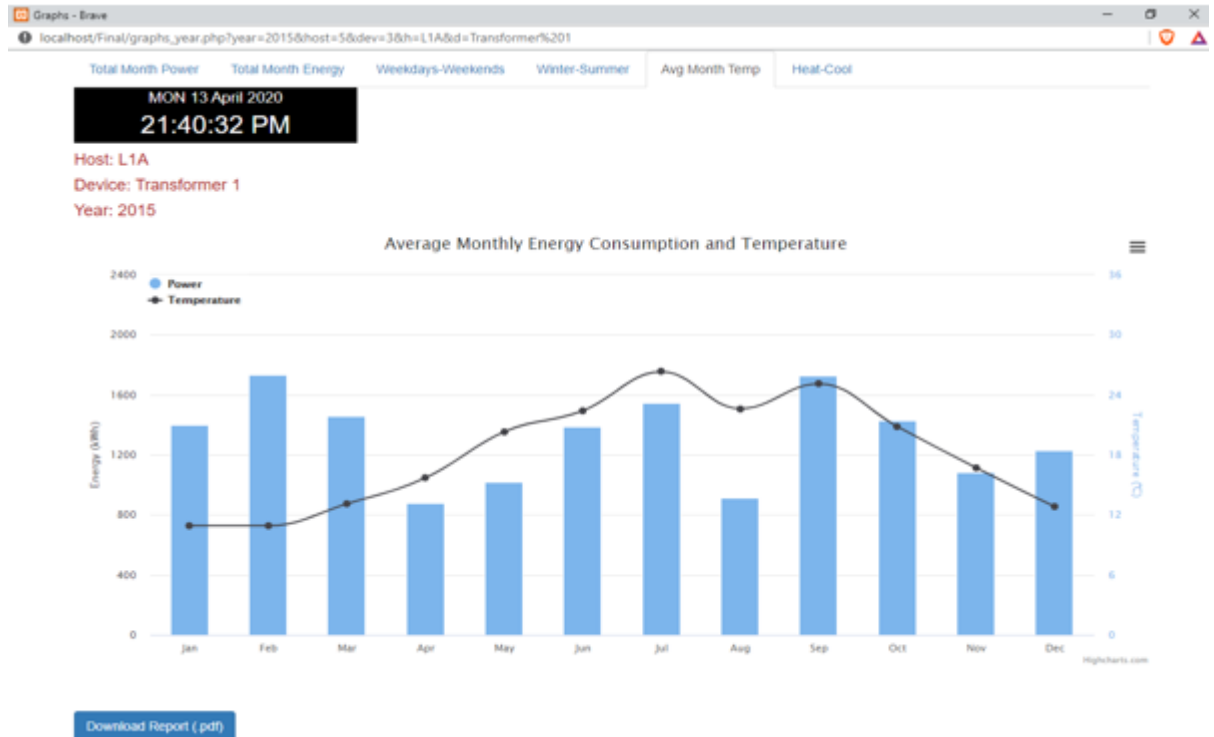 Graphs - Brave
localhost/Final/graphs_year.php?year=2015&host=5&dev=3&h=L1A&d=Transformer%201
Total Month Power Total Month Energy Weekdays-Weekends Winter-Summer Avg Month Temp Heat-Cool
MON 13 April 2020
21:40:32 PM
Host: L1A
Device: Transformer 1
Year: 2015
Average Monthly Energy Consumption and Temperature
Power
Temperature
2400 36
2000 30
1600 24
1200 18
800 12
400 6
0 0
Energy (kWh)
Temperature (°C)
Jan Feb Mar Apr May Jun Jul Aug Sep Oct Nov Dec
Highcharts.com
Download Report (.pdf)